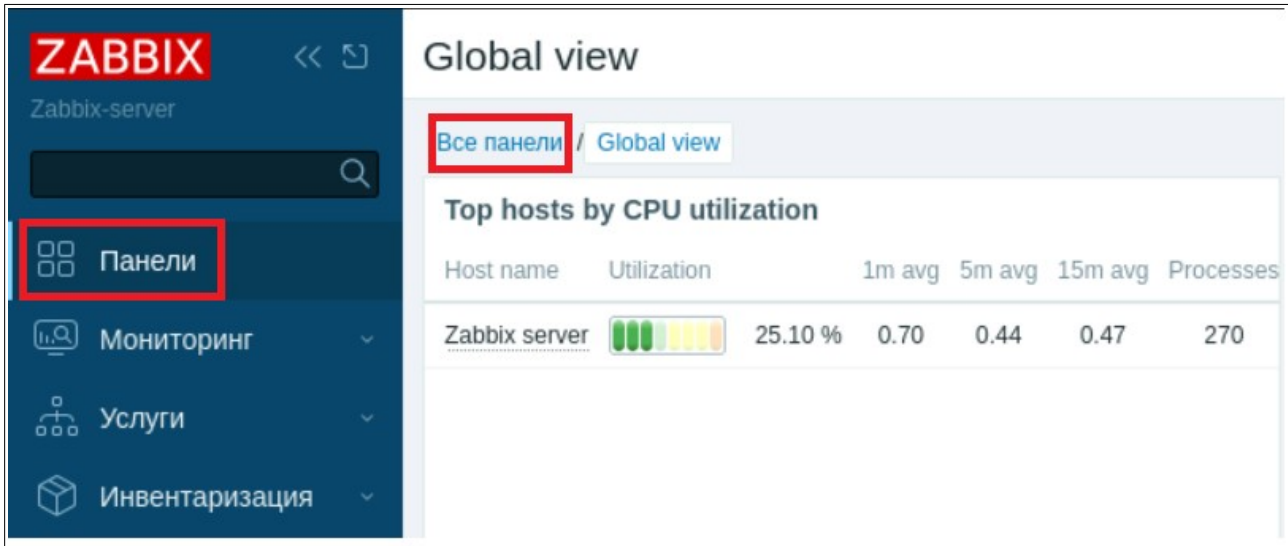 ZABBIX
Zabbix-server
Панели
Мониторинг
Услуги
Инвентаризация
Global view
Все панели / Global view
Top hosts by CPU utilization
Host name Utilization 1m avg 5m avg 15m avg Processes
Zabbix server 25.10 % 0.70 0.44 0.47 270